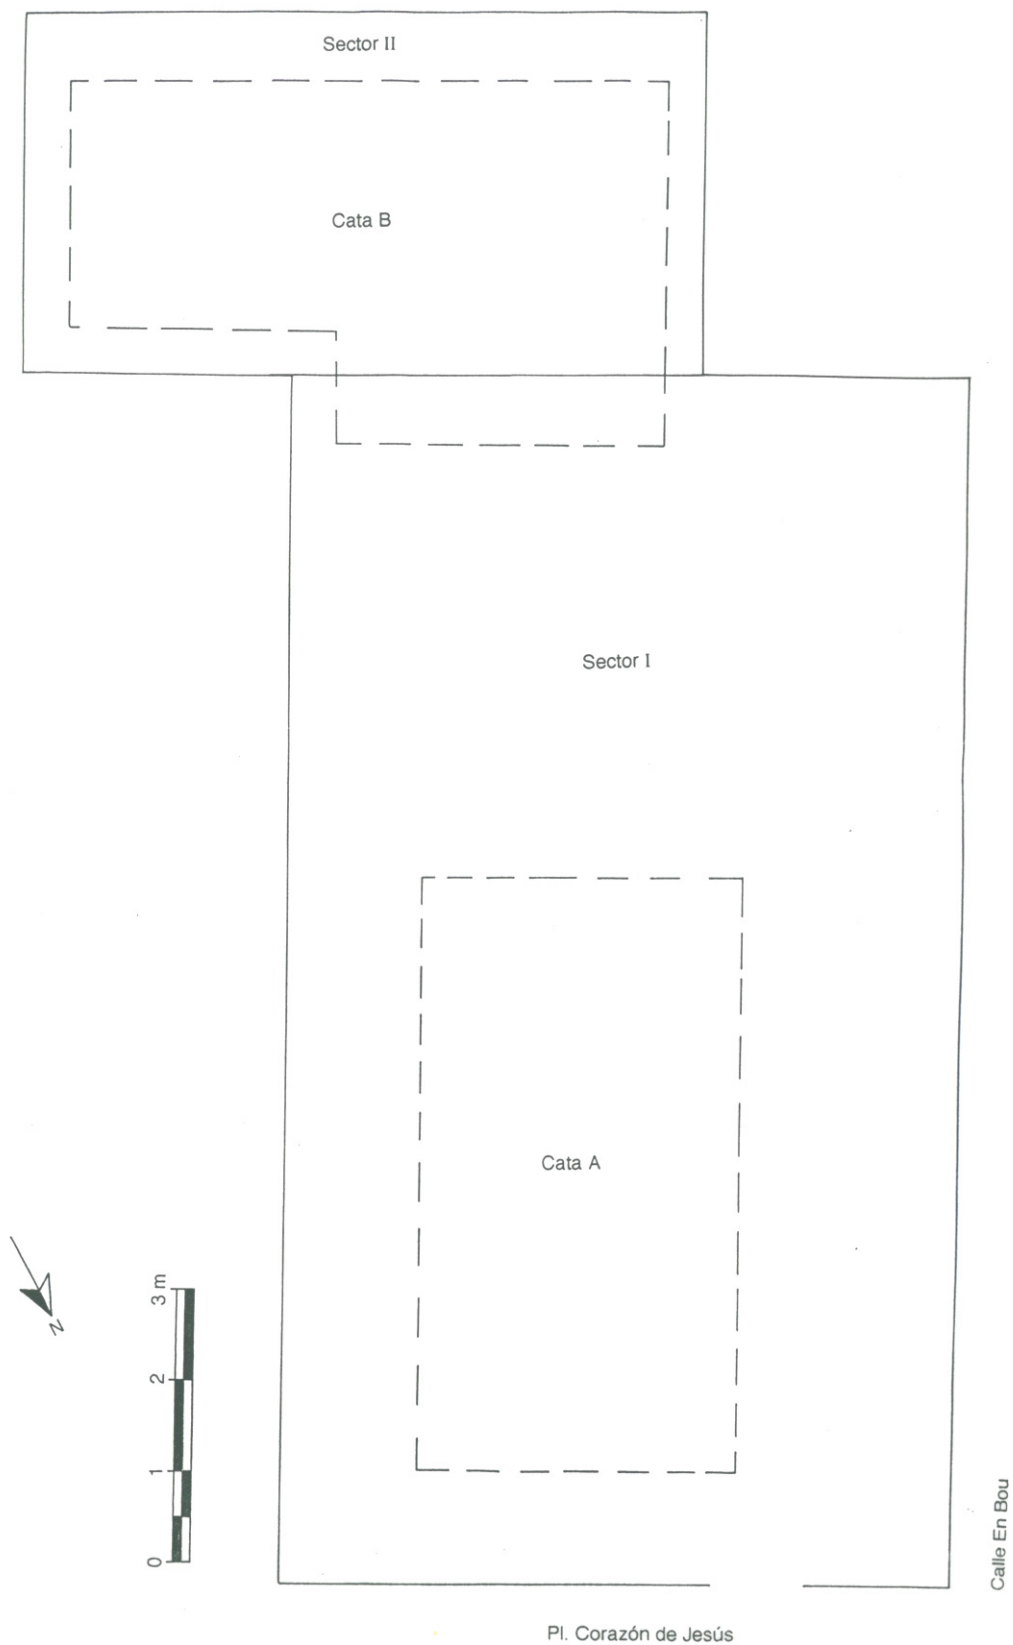 Sector II
Cata B
Sector I
Cata A
N
3 m
2
1
0
Calle En Bou
Pl. Corazón de Jesús